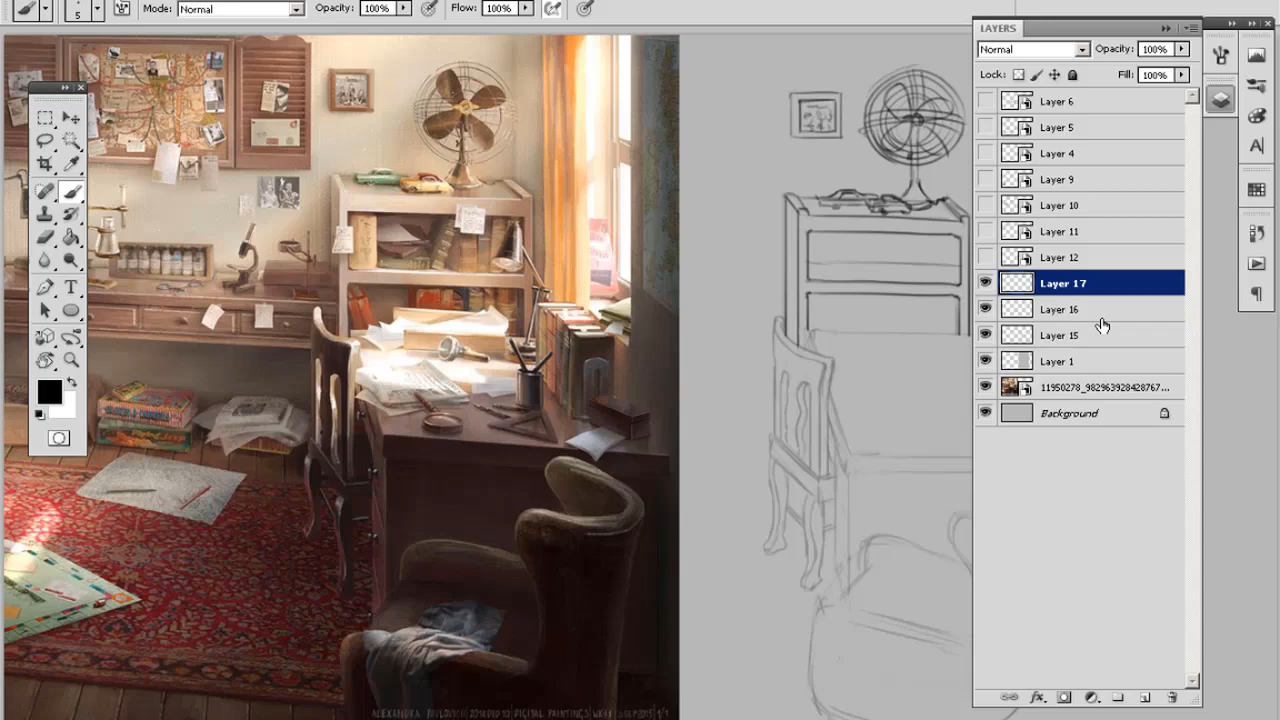 Mode: Normal Opacity: 100% Flow: 100%
5
LAYERS
Normal Opacity: 100%
Lock: Fill: 100%
Layer 6
Layer 5
Layer 4
Layer 9
Layer 10
Layer 11
Layer 12
Layer 17
Layer 16
Layer 15
Layer 1
11950278_982963928428767...
Background